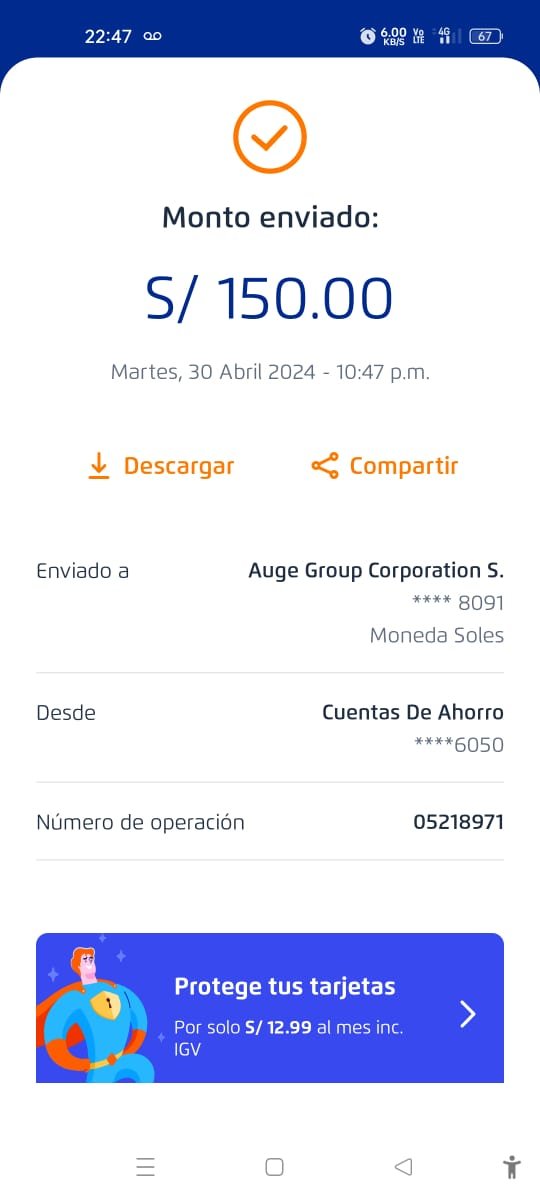 22:47
6.00 KB/S
Vo LTE
4G
67
Monto enviado:
S/ 150.00
Martes, 30 Abril 2024 - 10:47 p.m.
Descargar
Compartir
Enviado a
Auge Group Corporation S.
**** 8091
Moneda Soles
Desde
Cuentas De Ahorro
****6050
Número de operación
05218971
Protege tus tarjetas
Por solo S/ 12.99 al mes inc.
IGV